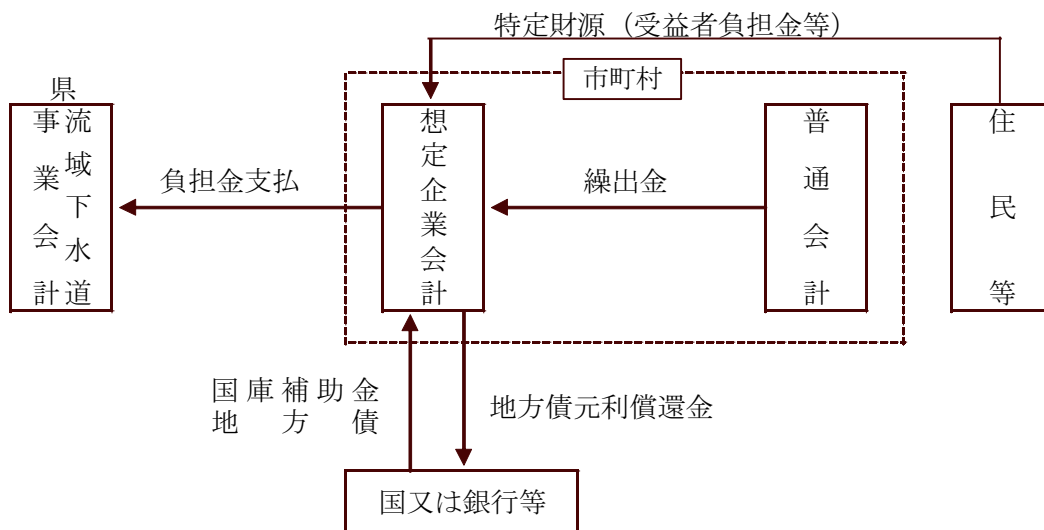 特定財源（受益者負担金等）
市町村
県
流域下水道
事業会計
負担金支払
想定企業会計
繰出金
普通会計
住民等
国庫補助金
地方債
地方債元利償還金
国又は銀行等